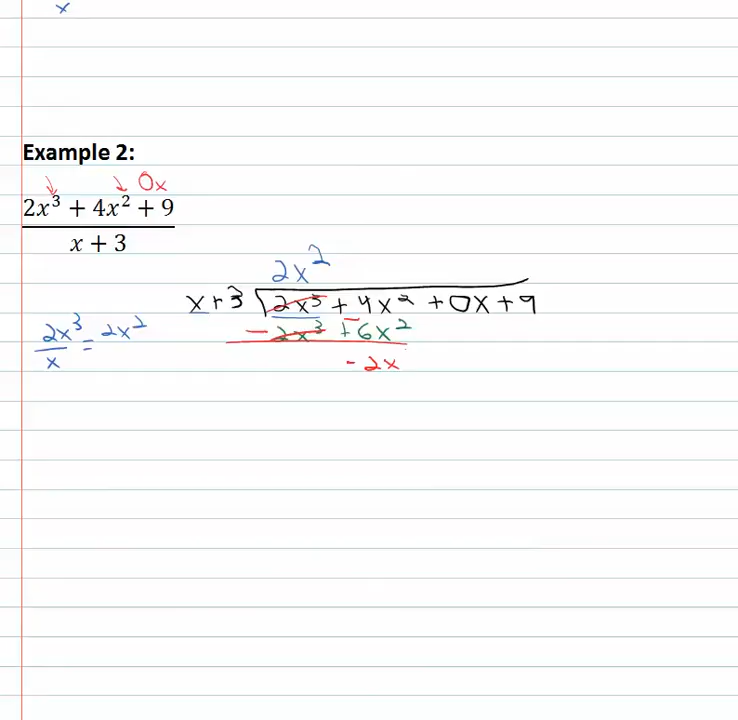 x
Example 2:
0x
2x³ + 4x² + 9
x + 3
2x²
x+3 2x³ + 4x² + 0x + 9
2x³ = 2x²
x
− 2x³ + 6x²
−
- 2x